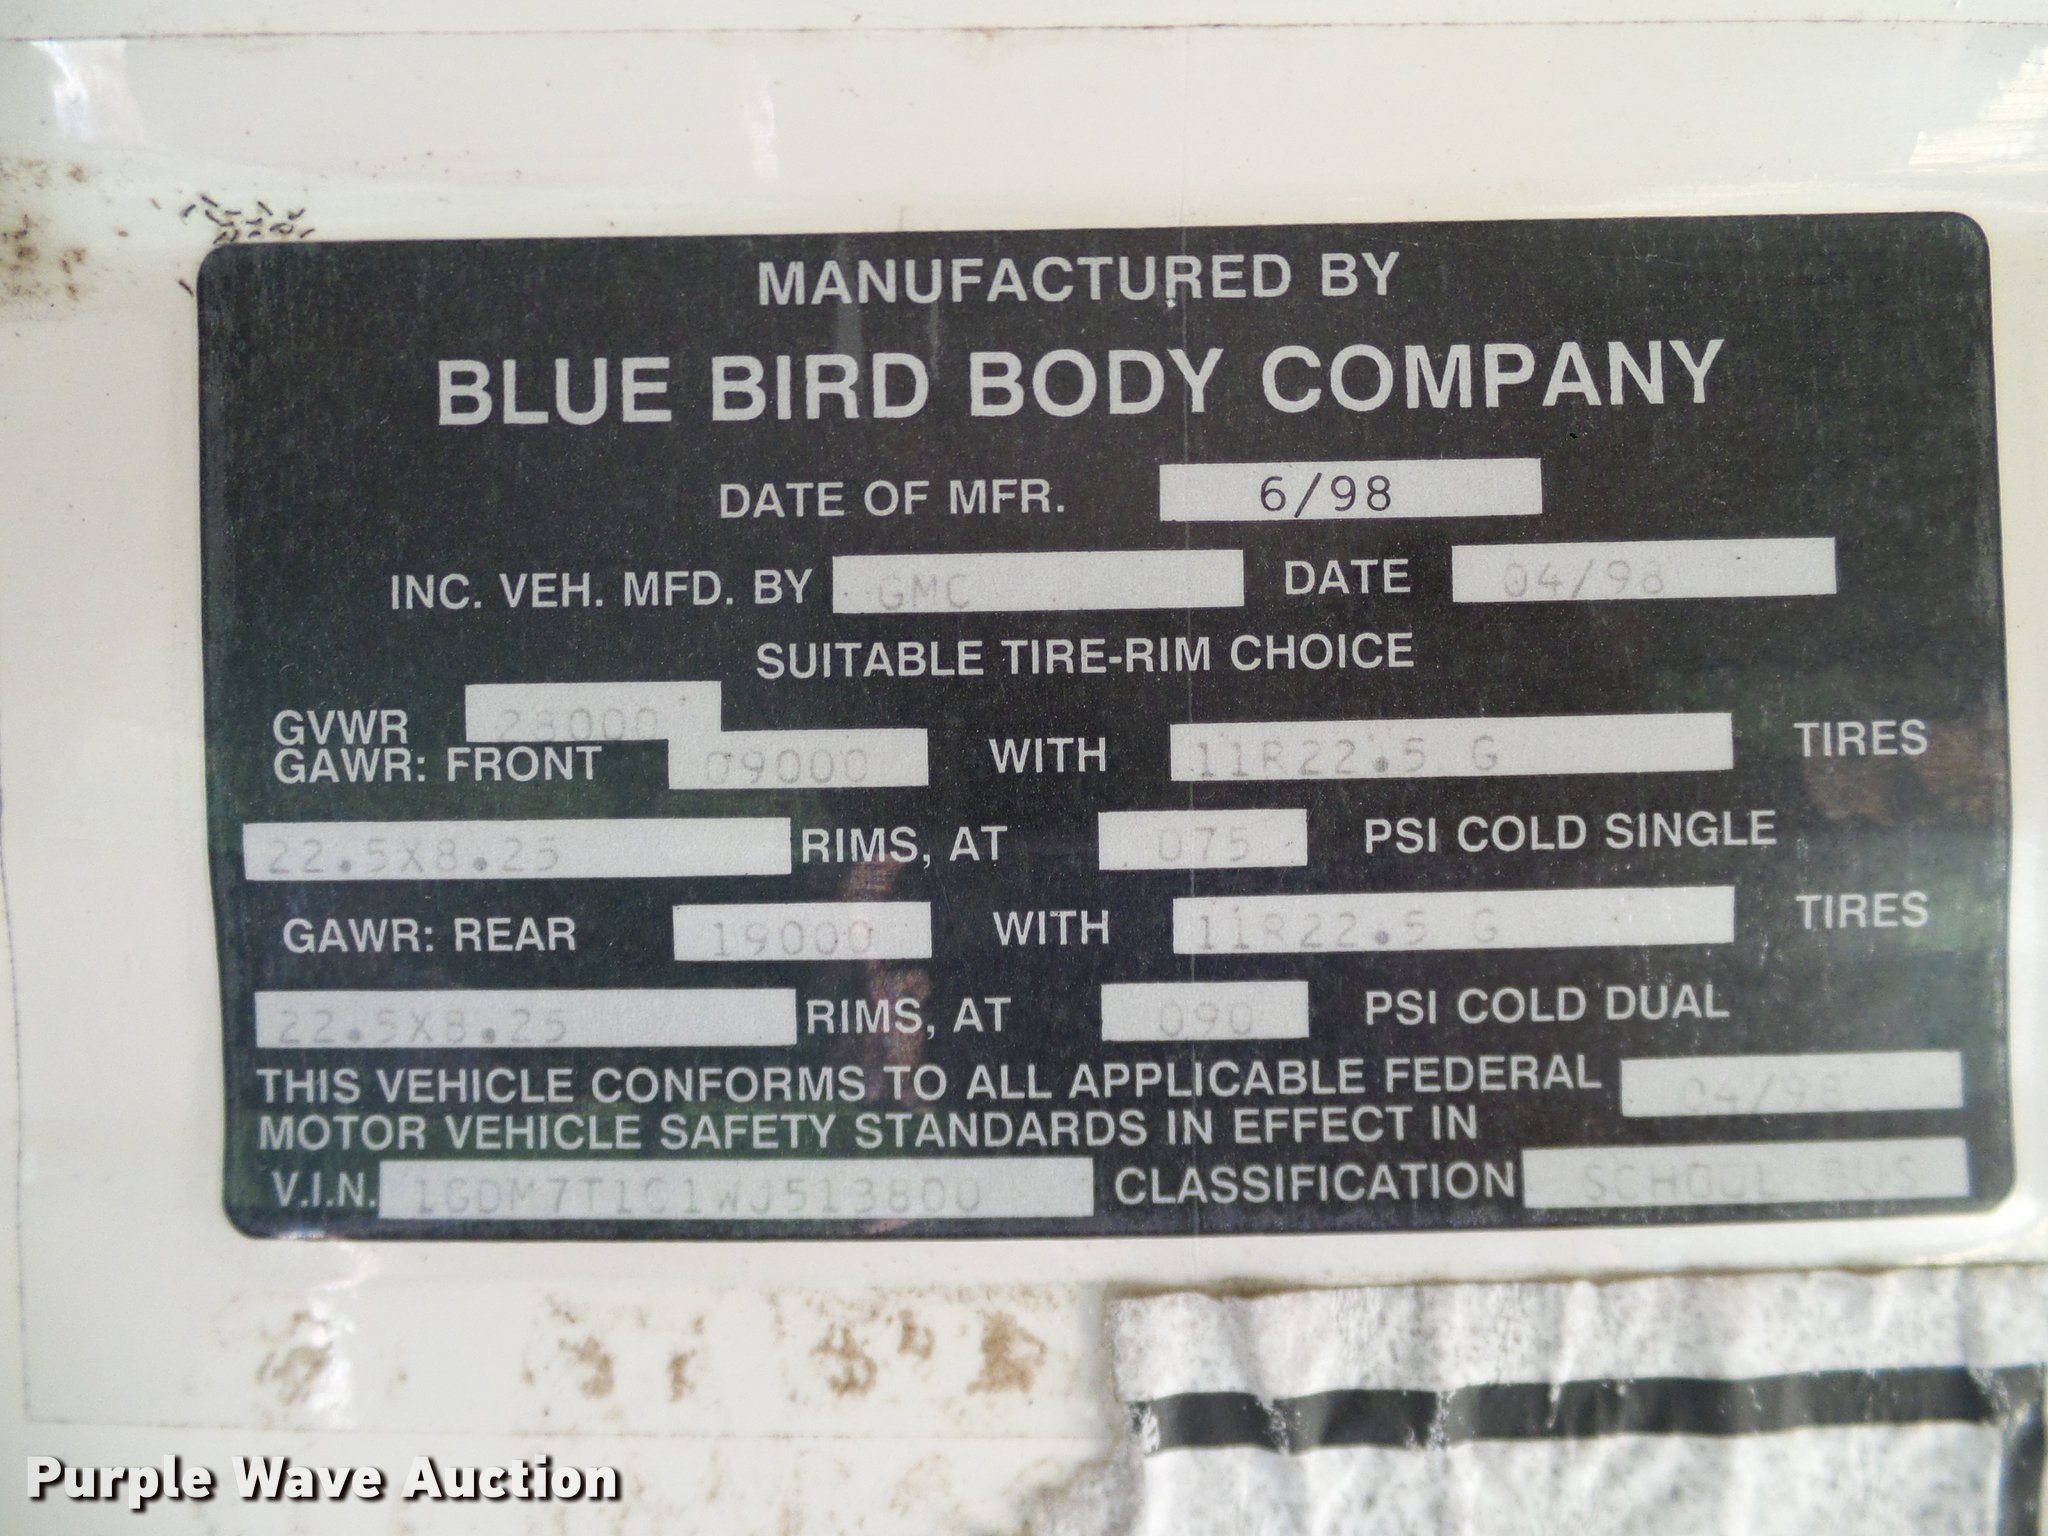 MANUFACTURED BY
BLUE BIRD BODY COMPANY
DATE OF MFR. 6/98
INC. VEH. MFD. BY GMC DATE 04/98
SUITABLE TIRE-RIM CHOICE
GVWR 28000
GAWR: FRONT 09000 WITH 11R22.5 G TIRES
22.5X8.25 RIMS, AT 075 PSI COLD SINGLE
GAWR: REAR 19000 WITH 11R22.5 G TIRES
22.5X8.25 RIMS, AT 090 PSI COLD DUAL
THIS VEHICLE CONFORMS TO ALL APPLICABLE FEDERAL 04/98
MOTOR VEHICLE SAFETY STANDARDS IN EFFECT IN
V.I.N. 1GDM7T1C1WJ513800 CLASSIFICATION SCHOOL BUS
Purple Wave Auction